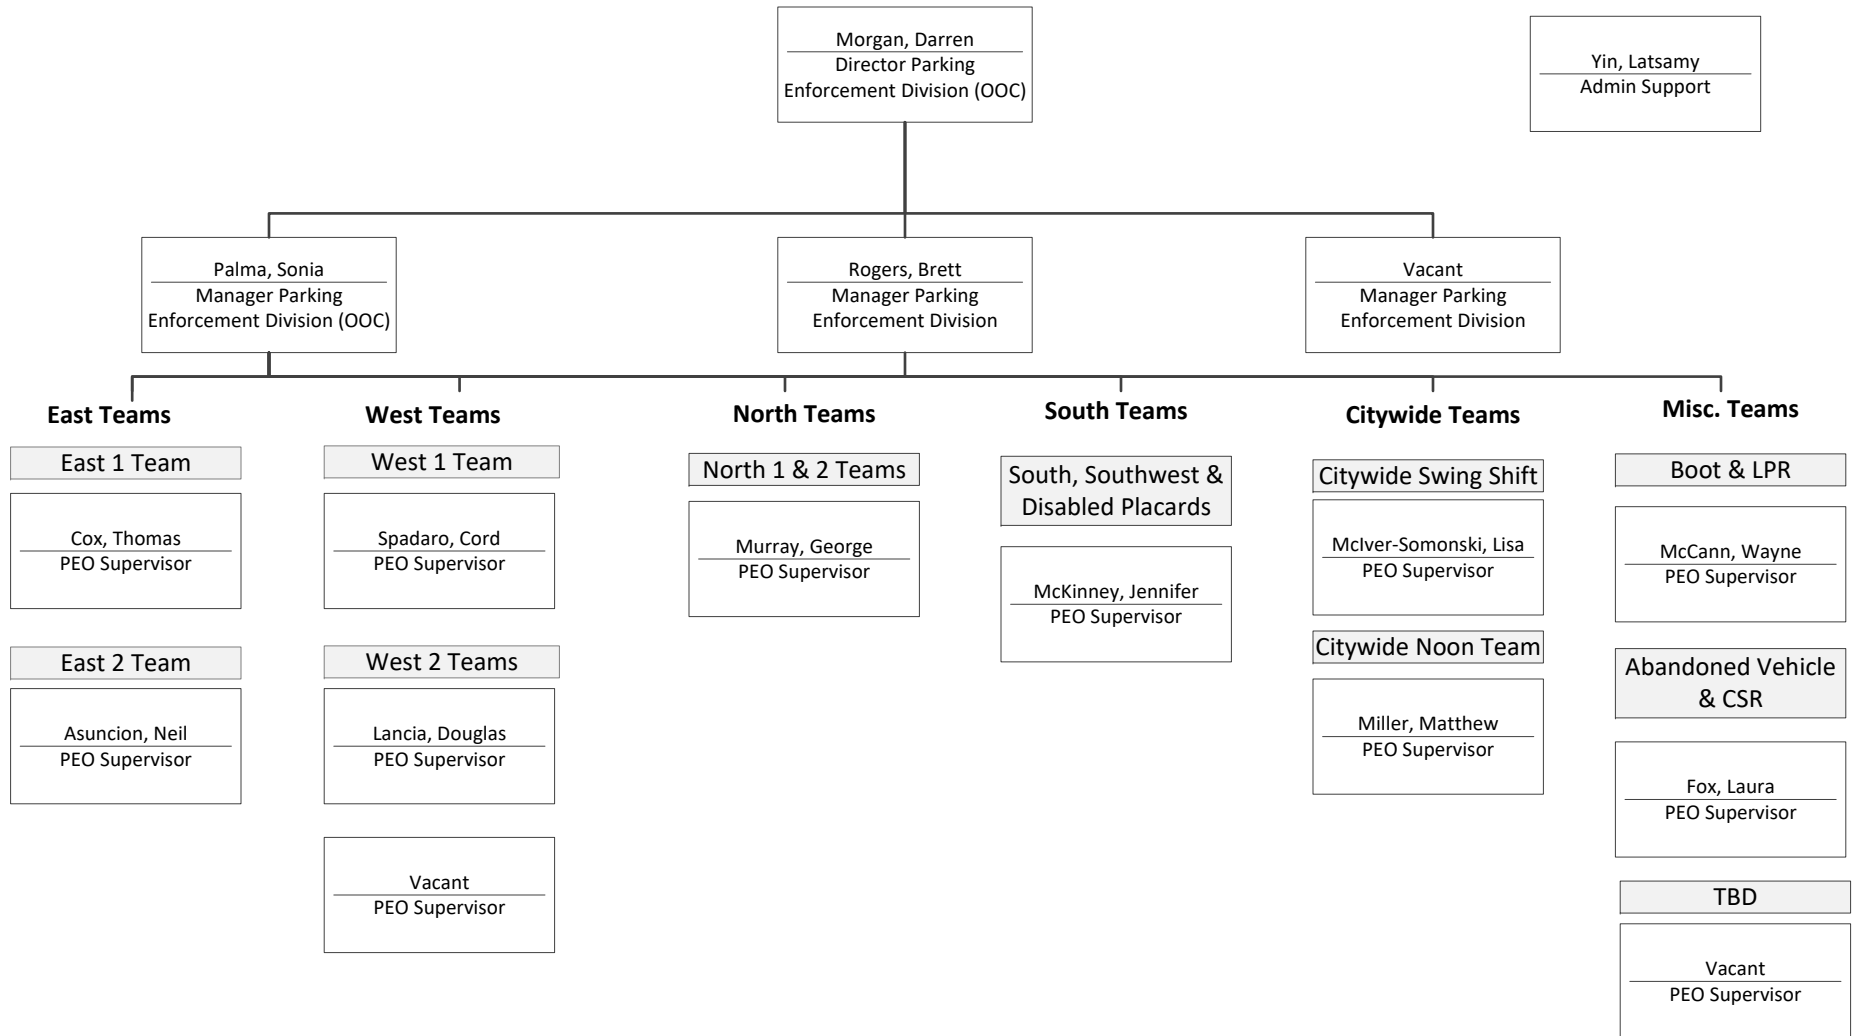 Morgan, Darren
Director Parking
Enforcement Division (OOC)
Yin, Latsamy
Admin Support
Palma, Sonia
Manager Parking
Enforcement Division (OOC)
Rogers, Brett
Manager Parking
Enforcement Division
Vacant
Manager Parking
Enforcement Division
East Teams
East 1 Team
Cox, Thomas
PEO Supervisor
East 2 Team
Asuncion, Neil
PEO Supervisor
West Teams
West 1 Team
Spadaro, Cord
PEO Supervisor
West 2 Teams
Lancia, Douglas
PEO Supervisor
Vacant
PEO Supervisor
North Teams
North 1 & 2 Teams
Murray, George
PEO Supervisor
South Teams
South, Southwest &
Disabled Placards
McKinney, Jennifer
PEO Supervisor
Citywide Teams
Citywide Swing Shift
McIver-Somonski, Lisa
PEO Supervisor
Citywide Noon Team
Miller, Matthew
PEO Supervisor
Misc. Teams
Boot & LPR
McCann, Wayne
PEO Supervisor
Abandoned Vehicle
& CSR
Fox, Laura
PEO Supervisor
TBD
Vacant
PEO Supervisor